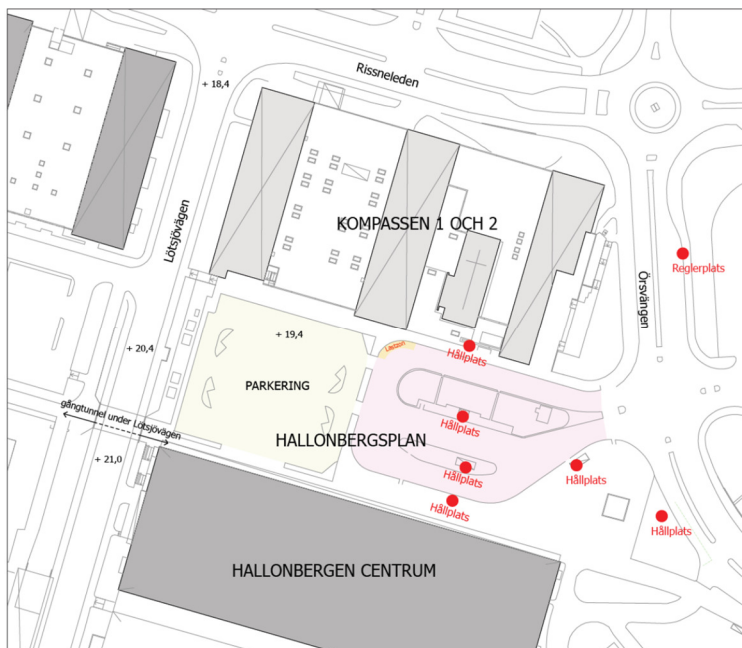 Rissneleden
+ 18,4
Lötsjövägen
KOMPASSEN 1 OCH 2
Reglerplats
Örsvängen
+ 19,4
+ 20,4
Hållplats
PARKERING
gångtunnel under Lötsjövägen
Hållplats
HALLONBERGSPLAN
+ 21,0
Hållplats
Hållplats
Hållplats
Hållplats
HALLONBERGEN CENTRUM